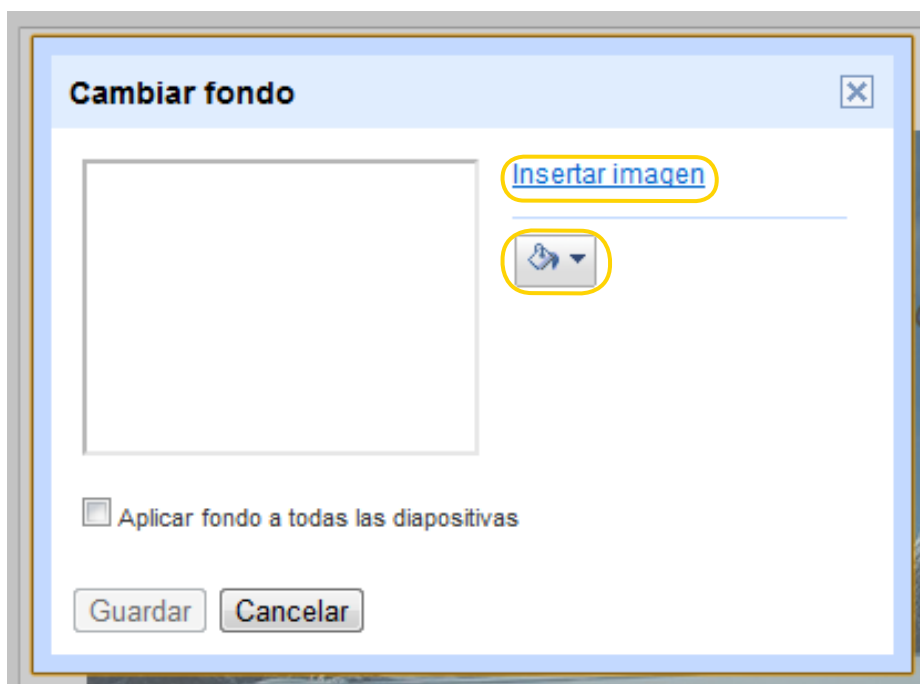 Cambiar fondo
Insertar imagen
Aplicar fondo a todas las diapositivas
Guardar Cancelar